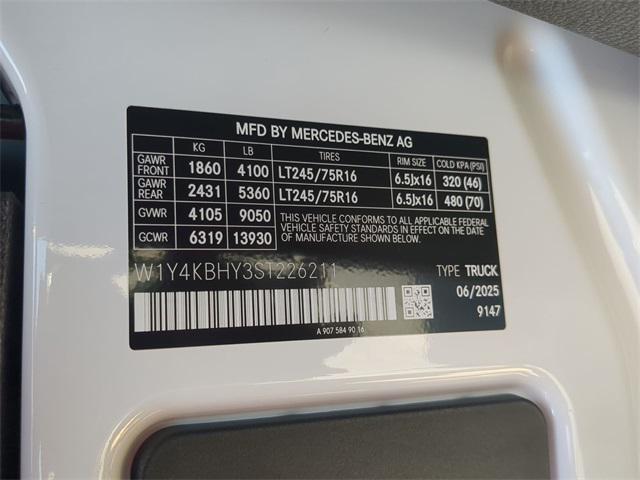 MFD BY MERCEDES-BENZ AG
KG LB TIRES RIM SIZE COLD KPA (PSI)
GAWR FRONT 1860 4100 LT245/75R16 6.5Jx16 320 (46)
GAWR REAR 2431 5360 LT245/75R16 6.5Jx16 480 (70)
GVWR 4105 9050 THIS VEHICLE CONFORMS TO ALL APPLICABLE FEDERAL
VEHICLE SAFETY STANDARDS IN EFFECT ON THE
GCWR 6319 13930 DATE OF MANUFACTURE SHOWN BELOW.
W1Y4KBHY3ST226211 TYPE TRUCK
06/2025
9147
A 907 584 90 16